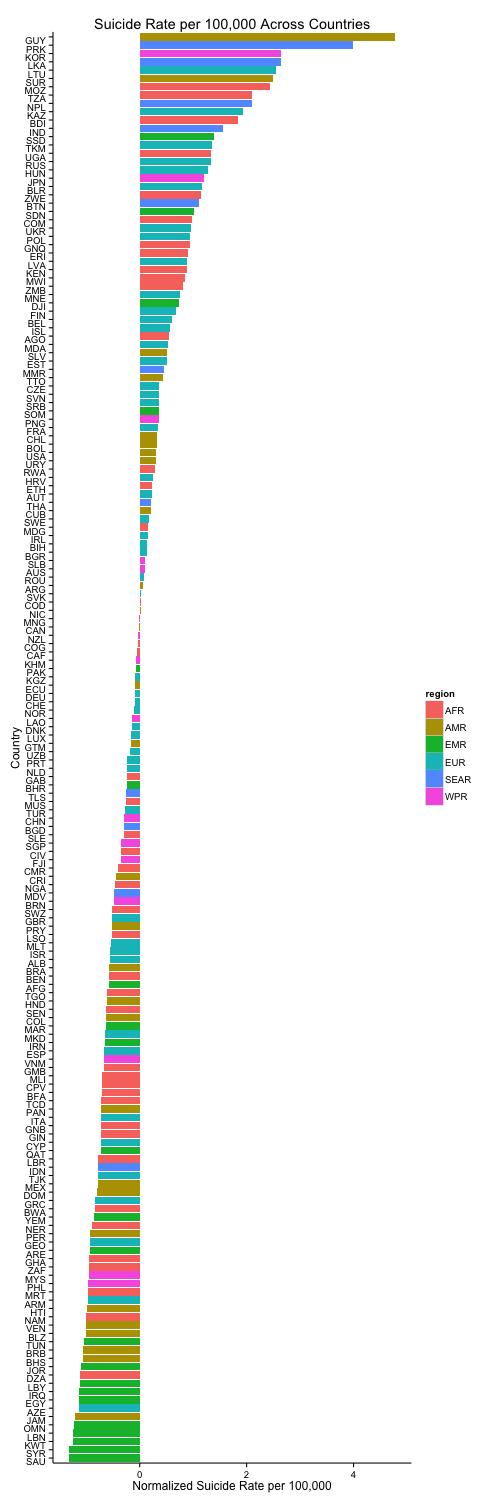 Suicide Rate per 100,000 Across Countries
GUY
PRK
KOR
LKA
LTU
SUR
MOZ
TZA
NPL
KAZ
BDI
IND
SSD
TKM
UGA
RUS
HUN
JPN
BLR
ZWE
BTN
SDN
COM
UKR
POL
GNQ
ERI
LVA
KEN
MWI
ZMB
MNE
DJI
FIN
BEL
ISL
AGO
MDA
SLV
EST
MMR
TTO
CZE
SVN
SRB
SOM
PNG
FRA
CHL
BOL
USA
URY
RWA
HRV
ETH
AUT
THA
CUB
SWE
MDG
IRL
BIH
BGR
SLB
AUS
ROU
ARG
SVK
COD
NIC
MNG
CAN
NZL
COG
CAF
KHM
PAK
KGZ
ECU
DEU
CHE
NOR
LAO
DNK
LUX
GTM
UZB
PRT
NLD
GAB
BHR
TLS
MUS
TUR
CHN
BGD
SLE
SGP
CIV
FJI
CMR
CRI
NGA
MDV
BRN
SWZ
GBR
PRY
LSO
MLT
ISR
ALB
BRA
BEN
AFG
TGO
HND
SEN
COL
MAR
MKD
IRN
ESP
VNM
GMB
MLI
CPV
BFA
TCD
PAN
ITA
GNB
GIN
CYP
QAT
LBR
IDN
TJK
MEX
DOM
GRC
BWA
YEM
NER
PER
GEO
ARE
GHA
ZAF
MYS
PHL
MRT
ARM
HTI
NAM
VEN
BLZ
TUN
BRB
BHS
JOR
DZA
LBY
IRQ
EGY
AZE
JAM
OMN
LBN
KWT
SYR
SAU
Country
0 2 4
Normalized Suicide Rate per 100,000
region
AFR
AMR
EMR
EUR
SEAR
WPR